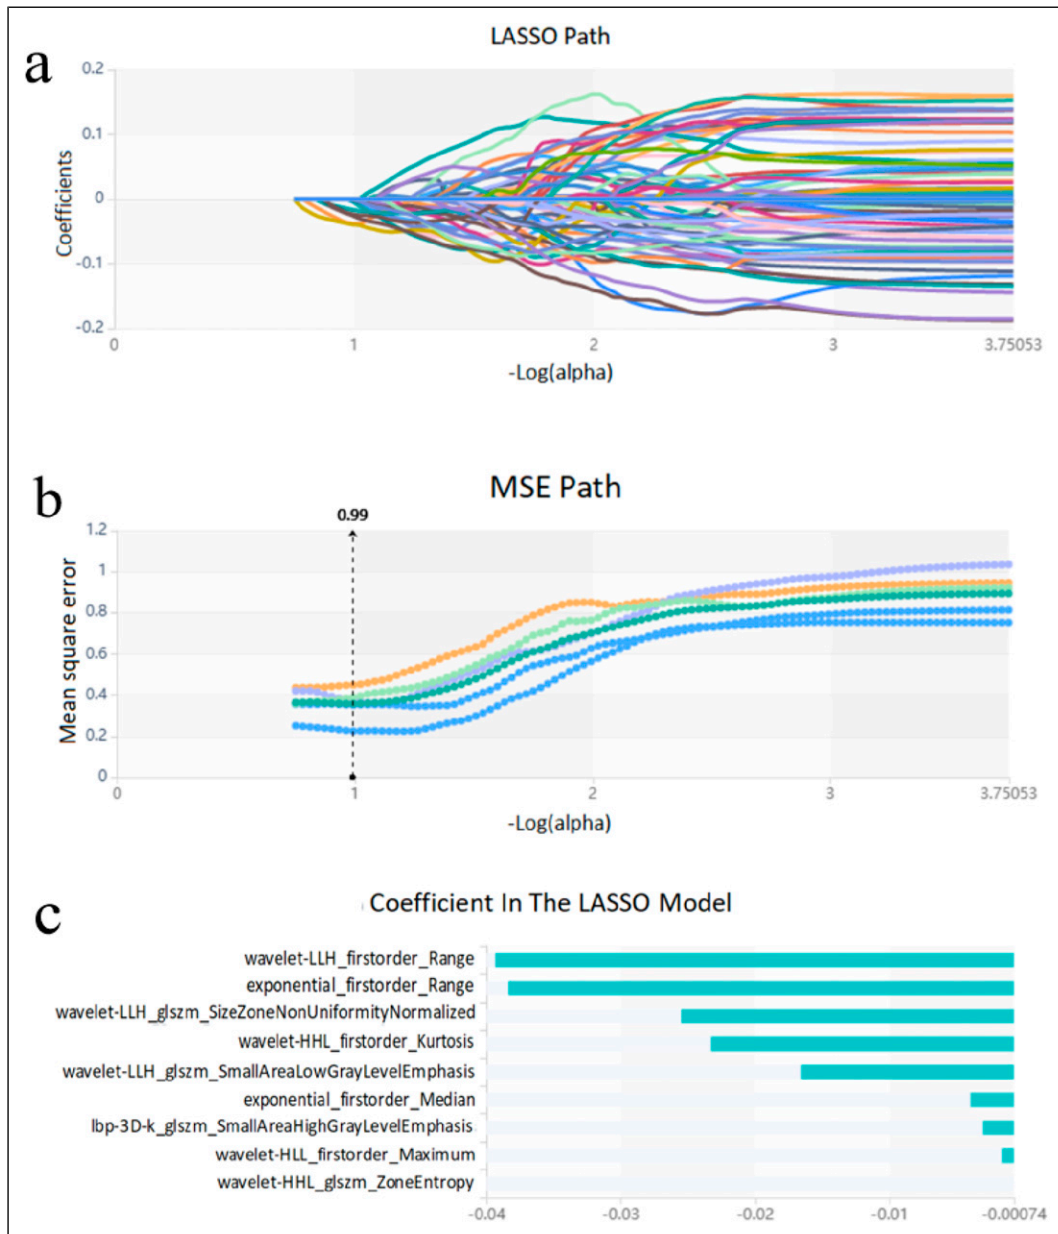 a
LASSO Path
0.2
0.1
0
-0.1
-0.2
Coefficients
0 1 2 3 3.75053
-Log(alpha)
b
MSE Path
0.99
1.2
1
0.8
0.6
0.4
0.2
0
Mean square error
0 1 2 3 3.75053
-Log(alpha)
c
Coefficient In The LASSO Model
wavelet-LLH_firstorder_Range
exponential_firstorder_Range
wavelet-LLH_glszm_SizeZoneNonUniformityNormalized
wavelet-HHL_firstorder_Kurtosis
wavelet-LLH_glszm_SmallAreaLowGrayLevelEmphasis
exponential_firstorder_Median
lbp-3D-k_glszm_SmallAreaHighGrayLevelEmphasis
wavelet-HLL_firstorder_Maximum
wavelet-HHL_glszm_ZoneEntropy
-0.04 -0.03 -0.02 -0.01 -0.00074